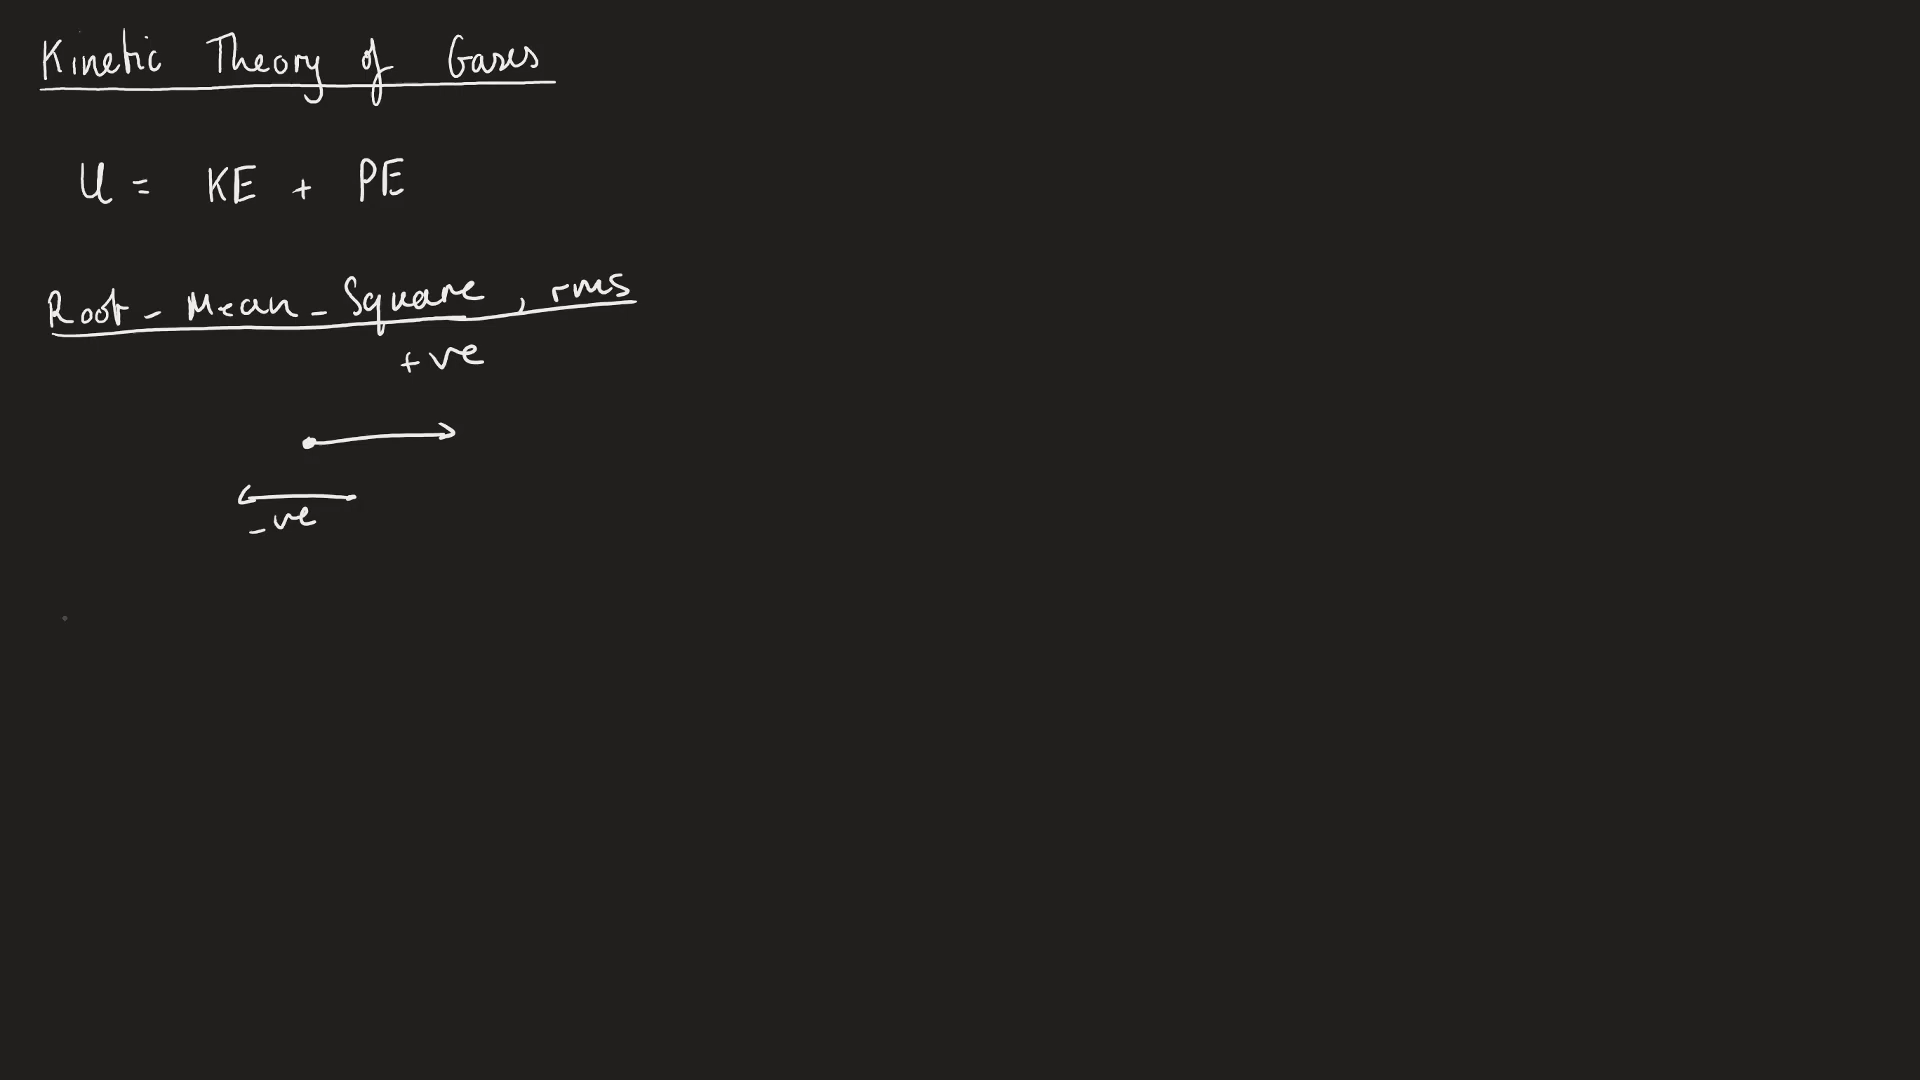 Kinetic Theory of Gases
U = KE + PE
Root-Mean-Square, rms
+ve
-ve